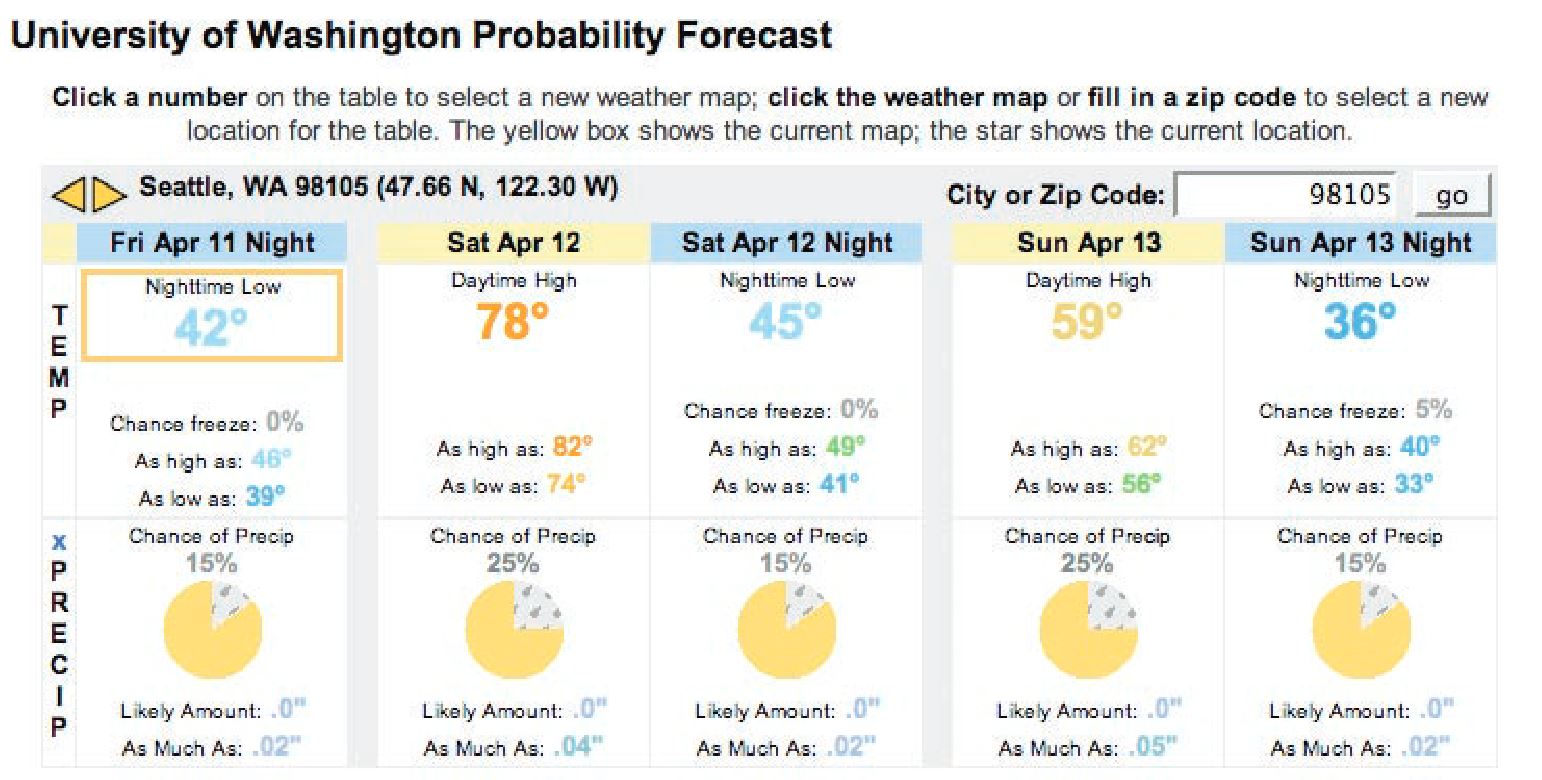 University of Washington Probability Forecast
Click a number on the table to select a new weather map; click the weather map or fill in a zip code to select a new
location for the table. The yellow box shows the current map; the star shows the current location.
Seattle, WA 98105 (47.66 N, 122.30 W) City or Zip Code: 98105 go
Fri Apr 11 Night Sat Apr 12 Sat Apr 12 Night Sun Apr 13 Sun Apr 13 Night
TEMP
Nighttime Low Daytime High Nighttime Low Daytime High Nighttime Low
42° 78° 45° 59° 36°
Chance freeze: 0% Chance freeze: 0% Chance freeze: 5%
As high as: 46° As high as: 82° As high as: 49° As high as: 62° As high as: 40°
As low as: 39° As low as: 74° As low as: 41° As low as: 56° As low as: 33°
x PRECIP
Chance of Precip Chance of Precip Chance of Precip Chance of Precip Chance of Precip
15% 25% 15% 25% 15%
Likely Amount: .0" Likely Amount: .0" Likely Amount: .0" Likely Amount: .0" Likely Amount: .0"
As Much As: .02" As Much As: .04" As Much As: .02" As Much As: .05" As Much As: .02"